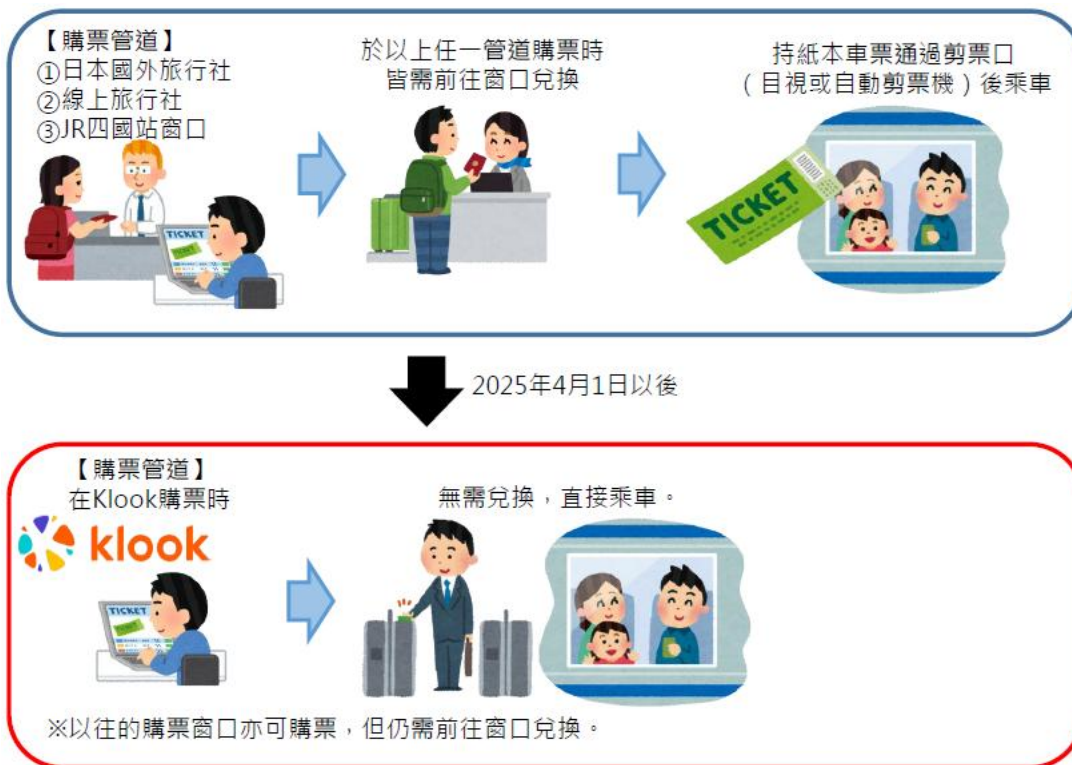 【購票管道】
①日本國外旅行社
②線上旅行社
③JR四國站窗口
於以上任一管道購票時
皆需前往窗口兌換
持紙本車票通過剪票口
（目視或自動剪票機）後乘車
TICKET
TICKET
2025年4月1日以後
【購票管道】
在Klook購票時
klook
無需兌換，直接乘車。
TICKET
※以往的購票窗口亦可購票，但仍需前往窗口兌換。